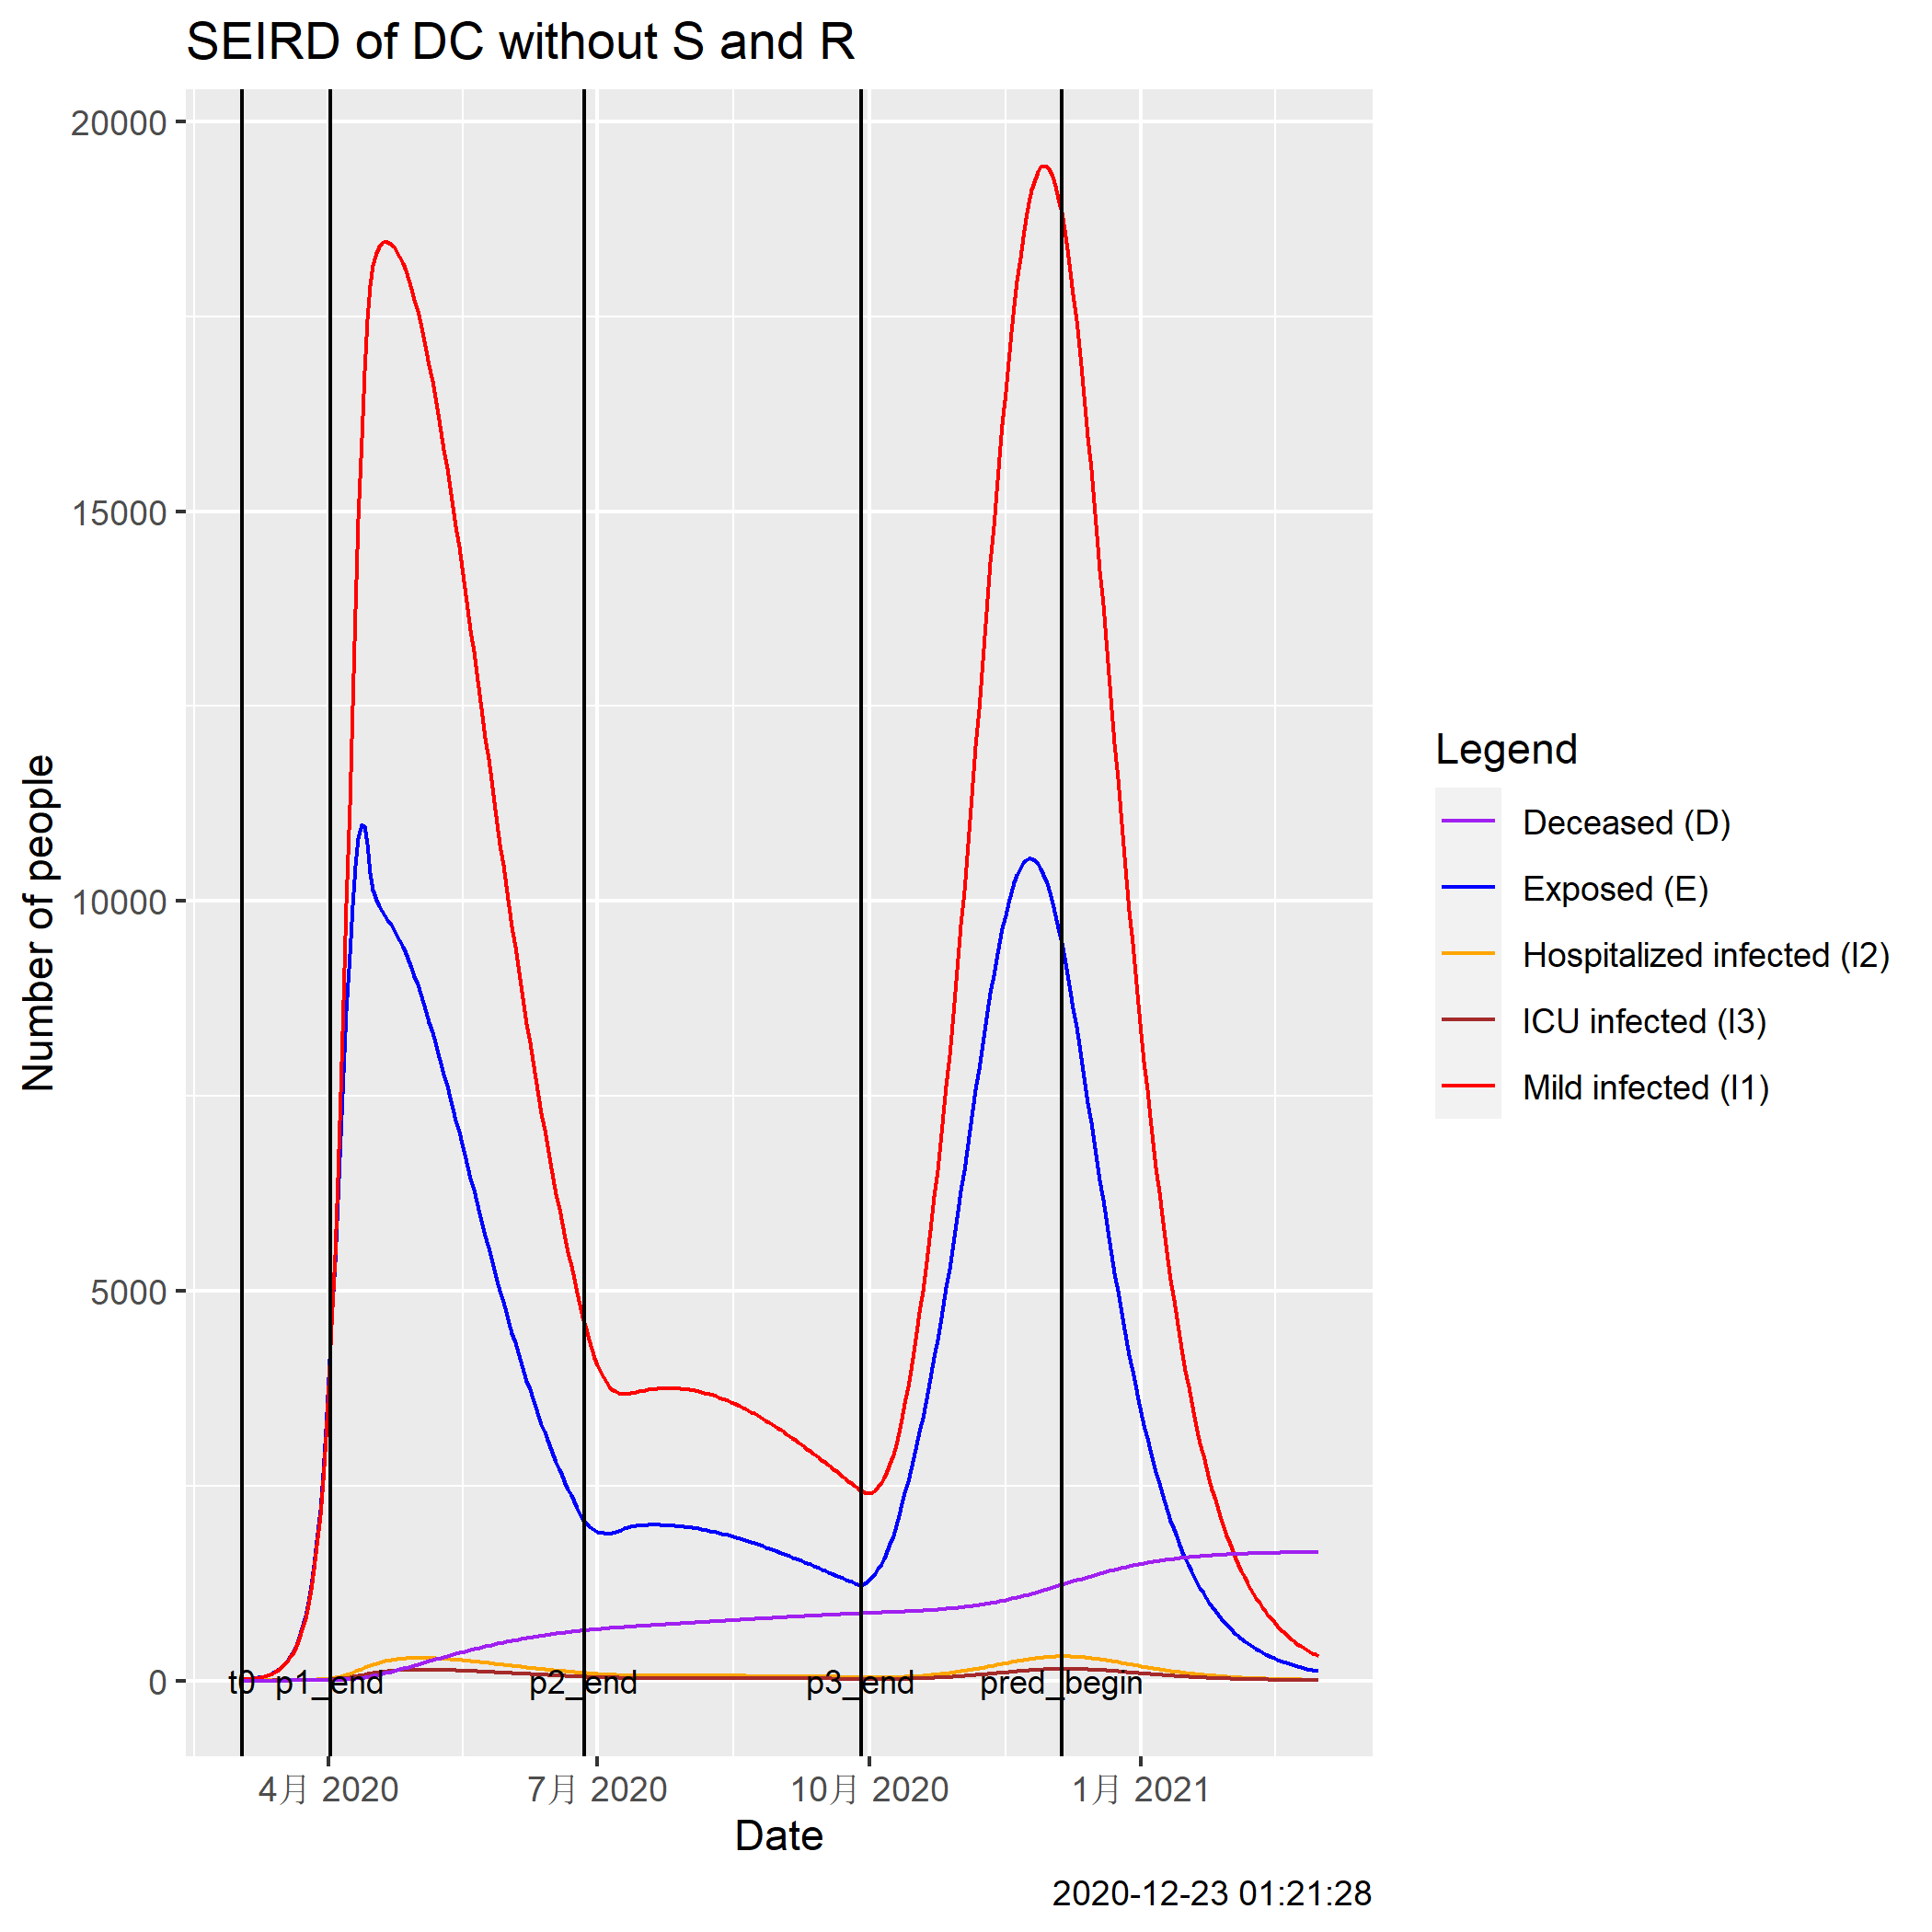 SEIRD of DC without S and R
20000
15000
10000
5000
0
Number of people
t0 p1_end p2_end p3_end pred_begin
4月 2020 7月 2020 10月 2020 1月 2021
Date
2020-12-23 01:21:28
Legend
Deceased (D)
Exposed (E)
Hospitalized infected (I2)
ICU infected (I3)
Mild infected (I1)